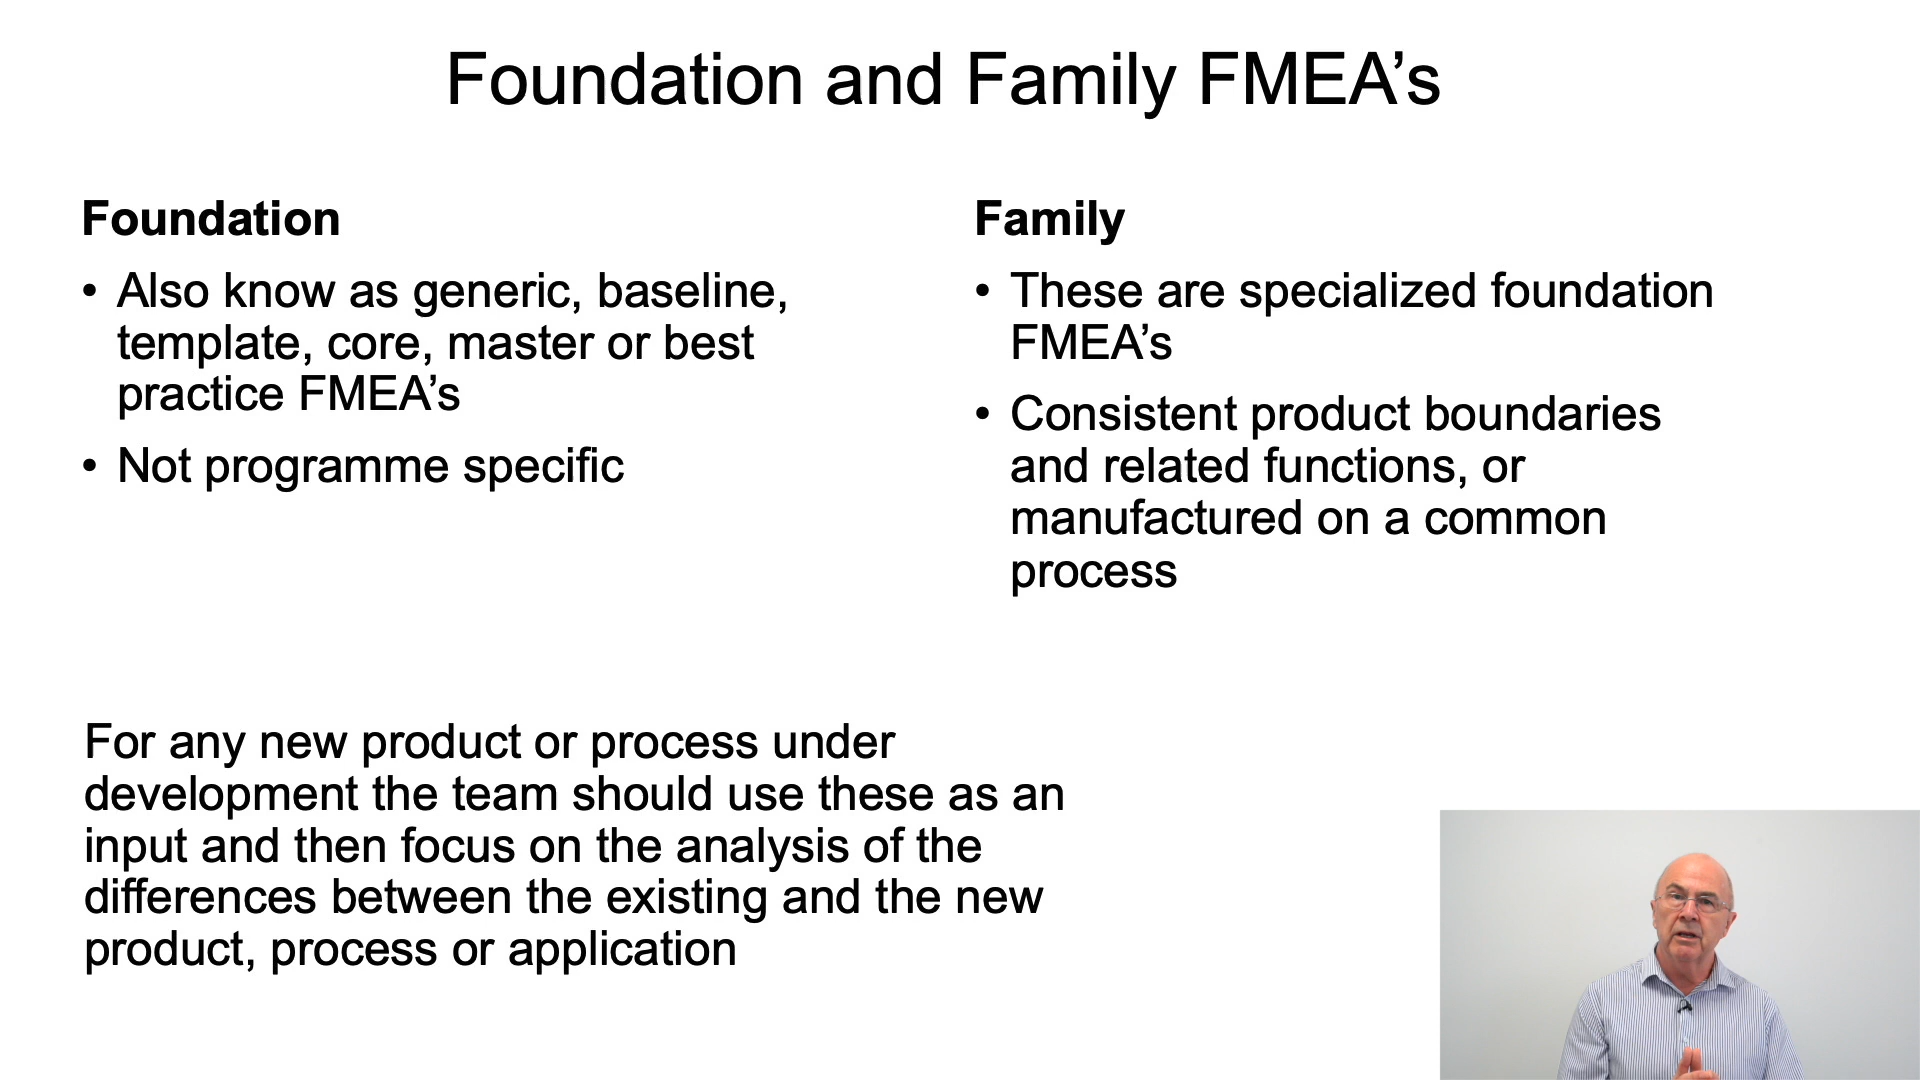 Foundation and Family FMEA’s
Foundation
• Also know as generic, baseline,
template, core, master or best
practice FMEA’s
• Not programme specific
Family
• These are specialized foundation
FMEA’s
• Consistent product boundaries
and related functions, or
manufactured on a common
process
For any new product or process under
development the team should use these as an
input and then focus on the analysis of the
differences between the existing and the new
product, process or application